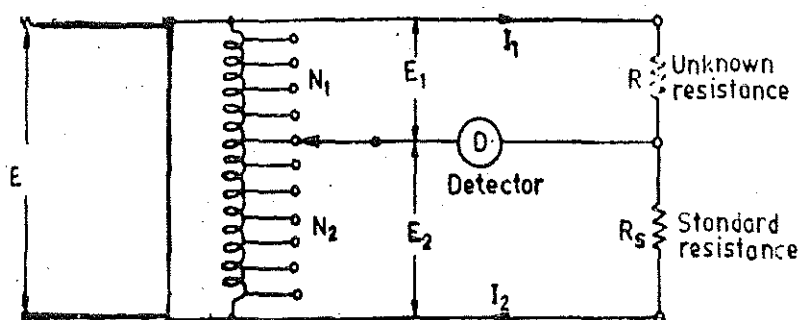 I₁
E
N₁
E₁
R
Unknown
resistance
D
Detector
N₂
E₂
Rₛ
Standard
resistance
I₂